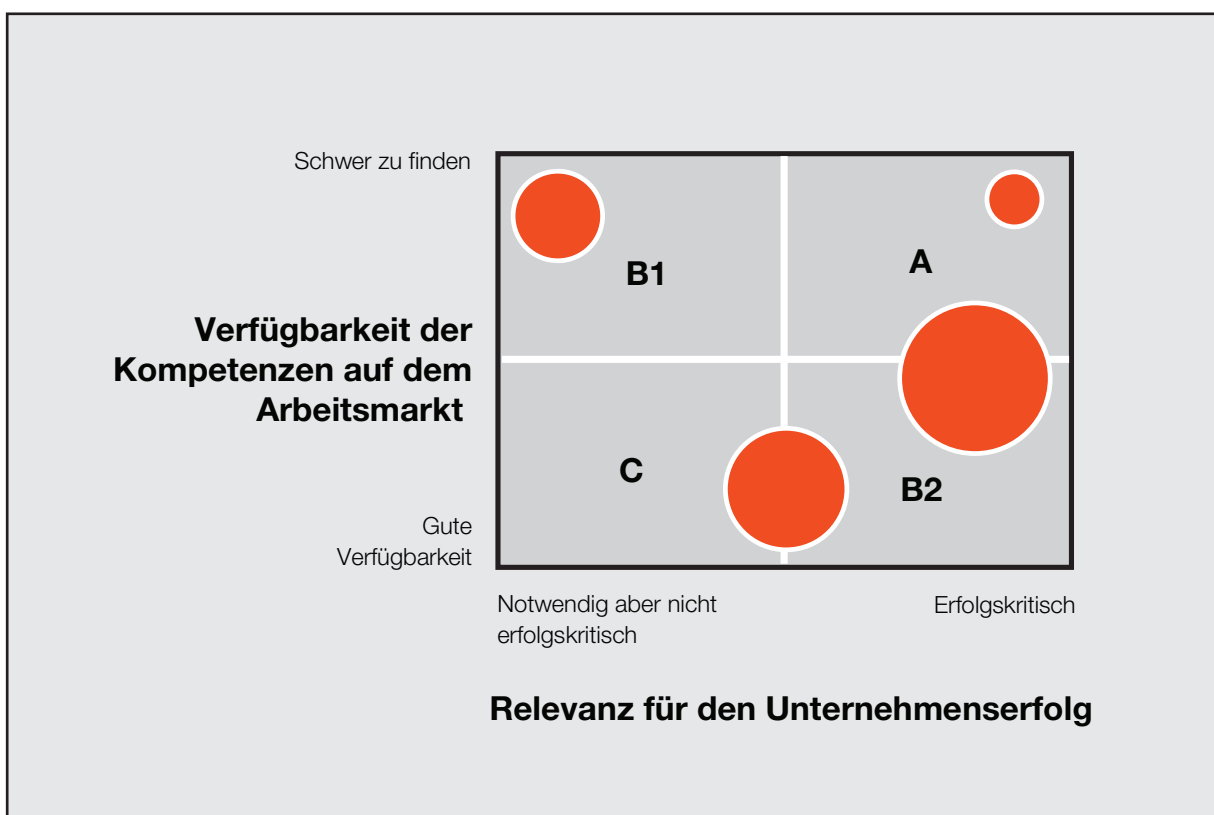 Schwer zu finden
B1
A
Verfügbarkeit der
Kompetenzen auf dem
Arbeitsmarkt
C
B2
Gute
Verfügbarkeit
Notwendig aber nicht
erfolgskritisch
Erfolgskritisch
Relevanz für den Unternehmenserfolg